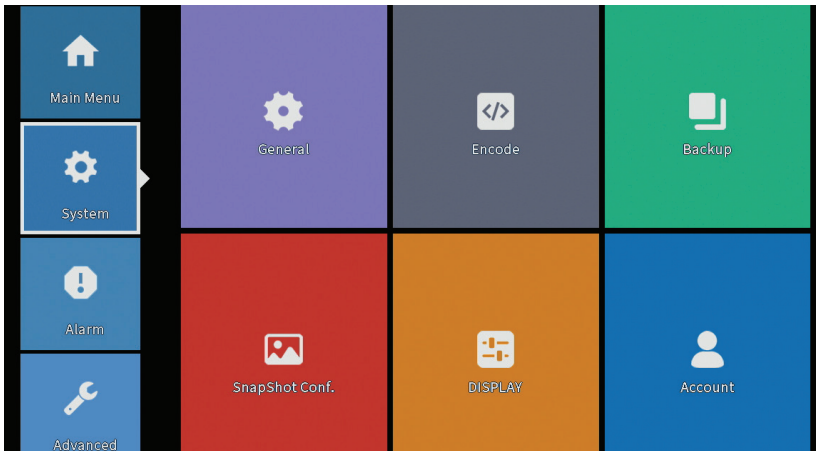 Main Menu
System
Alarm
Advanced
General
Encode
Backup
SnapShot Conf.
DISPLAY
Account